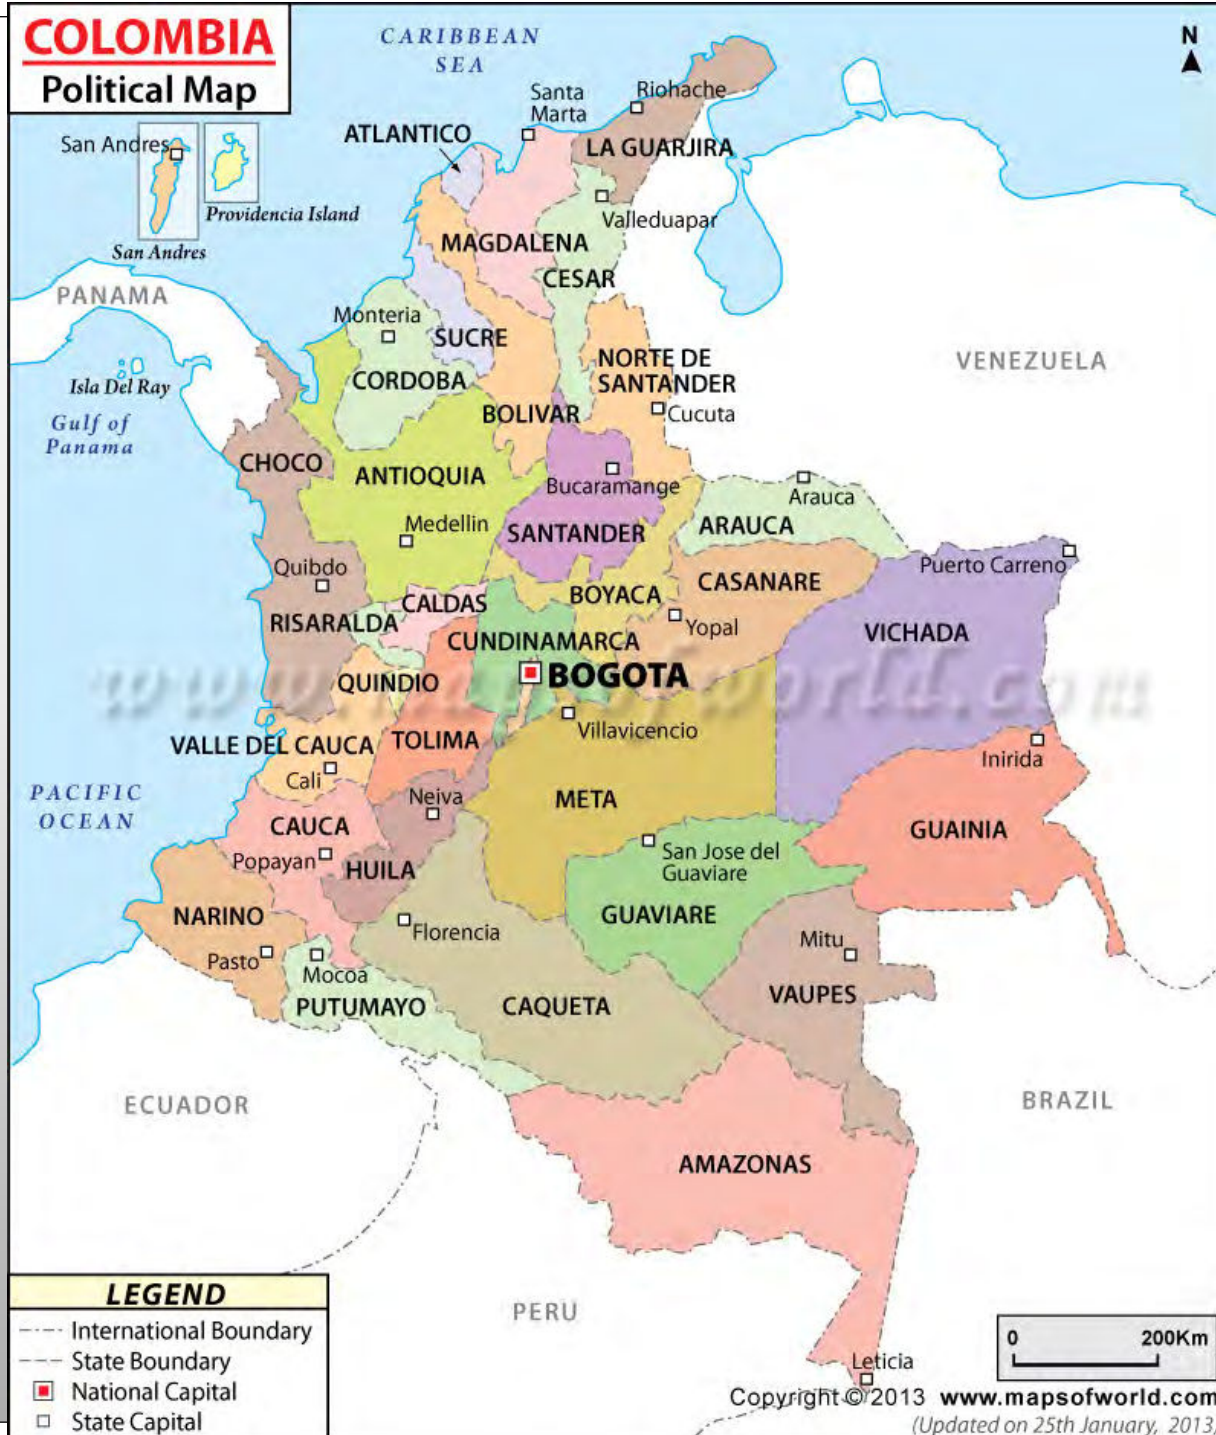 COLOMBIA
Political Map
CARIBBEAN
SEA
N
Santa
Marta
Riohache
ATLANTICO
LA GUARJIRA
San Andres
Providencia Island
San Andres
Valleduapar
MAGDALENA
CESAR
PANAMA
Monteria
SUCRE
NORTE DE
SANTANDER
VENEZUELA
Isla Del Ray
CORDOBA
Gulf of
Panama
BOLIVAR
Cucuta
CHOCO
ANTIOQUIA
Bucaramange
Arauca
Medellin
SANTANDER
ARAUCA
Quibdo
Puerto Carreno
CASANARE
BOYACA
CALDAS
RISARALDA
Yopal
VICHADA
CUNDINAMARCA
BOGOTA
QUINDIO
www.mapsofworld.com
Villavicencio
VALLE DEL CAUCA
TOLIMA
Inirida
Cali
PACIFIC
OCEAN
Neiva
META
CAUCA
GUAINIA
Popayan
HUILA
San Jose del
Guaviare
NARINO
GUAVIARE
Florencia
Mitu
Pasto
Mocoa
PUTUMAYO
CAQUETA
VAUPES
ECUADOR
BRAZIL
AMAZONAS
PERU
LEGEND
International Boundary
State Boundary
National Capital
State Capital
0 200Km
Leticia
Copyright © 2013 www.mapsofworld.com
(Updated on 25th January, 2013)